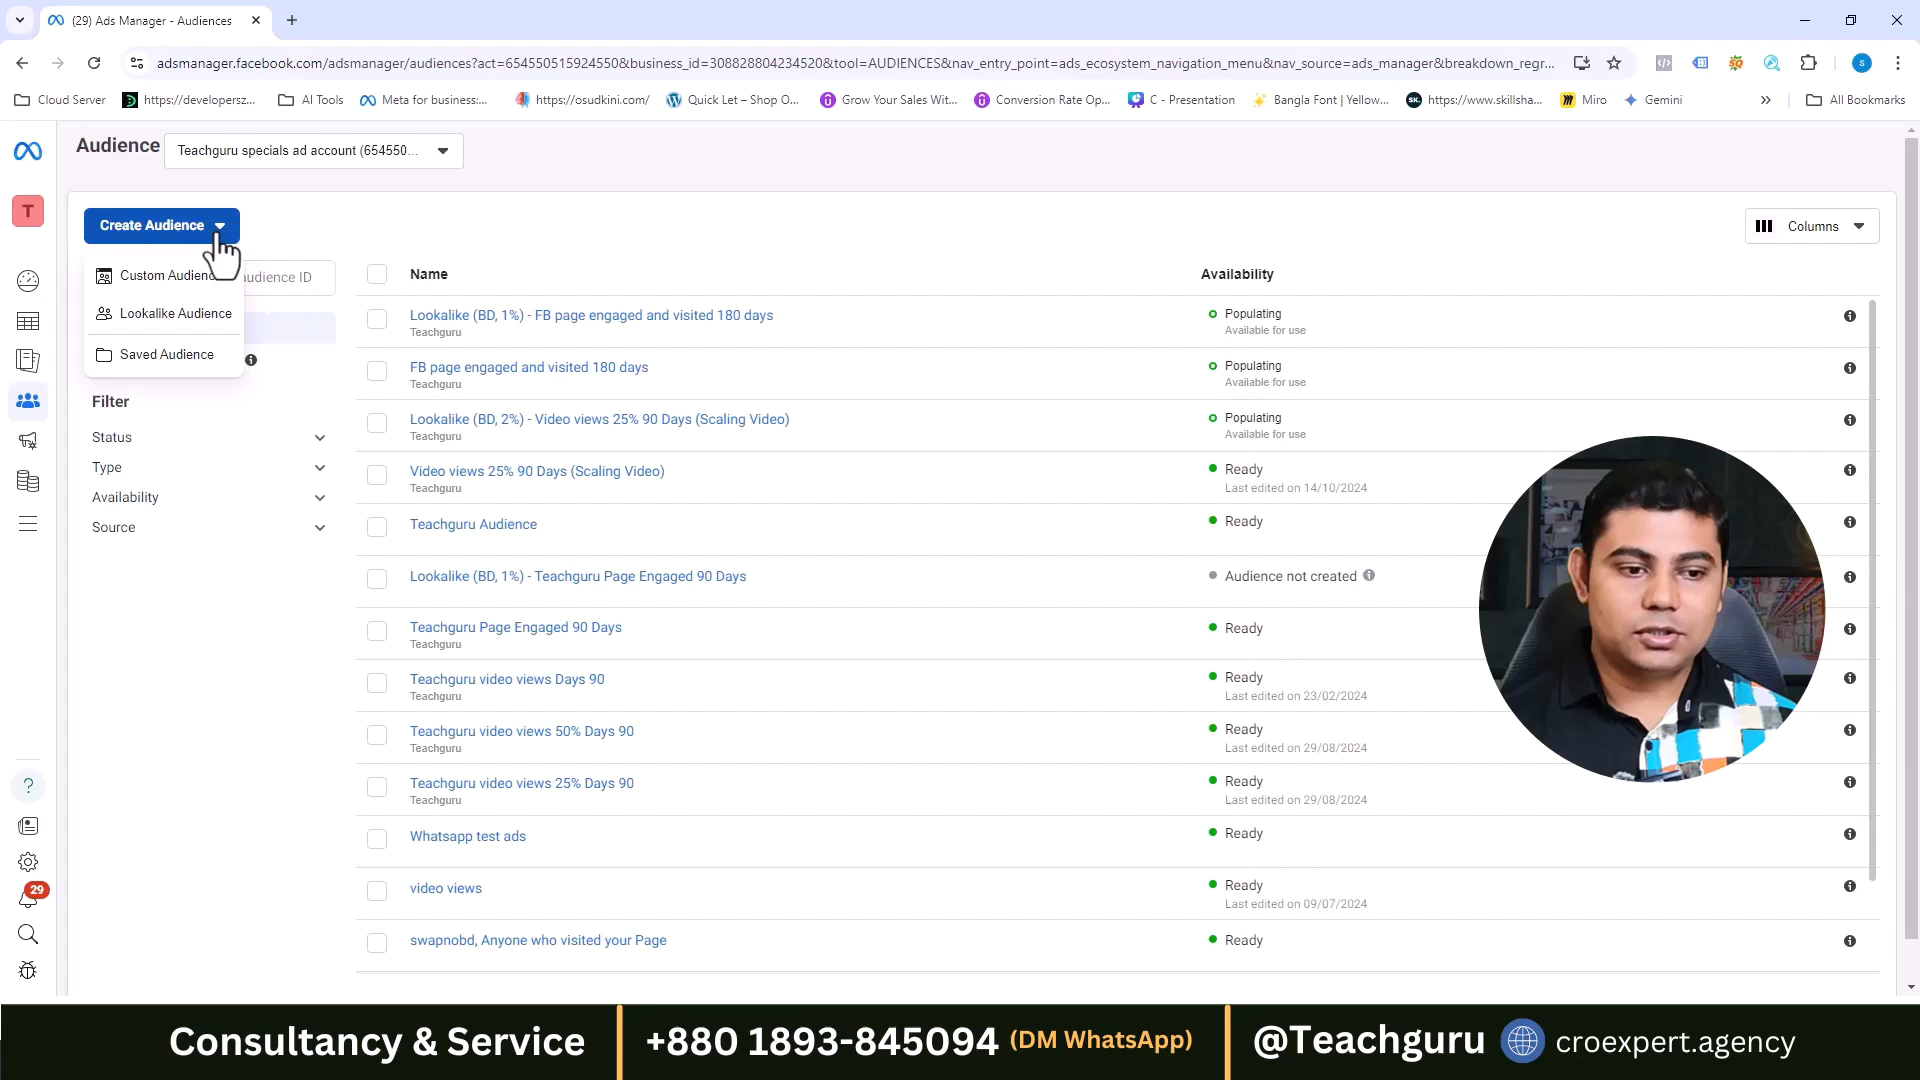 (29) Ads Manager - Audiences
adsmanager.facebook.com/adsmanager/audiences?act=654550515924550&business_id=308828804234520&tool=AUDIENCES&nav_entry_point=ads_ecosystem_navigation_menu&nav_source=ads_manager&breakdown_regr...
S
Cloud Server
https://developersz...
AI Tools
Meta for business:...
https://osudkini.com/
Quick Let – Shop O...
Grow Your Sales Wit...
Conversion Rate Op...
C - Presentation
Bangla Font | Yellow...
SK.
https://www.skillsha...
Miro
Gemini
All Bookmarks
Audience
Teachguru specials ad account (654550...
T
Create Audience
Columns
Custom Audienc
udience ID
Lookalike Audience
Saved Audience
Filter
Status
Type
Availability
Source
Name
Availability
Lookalike (BD, 1%) - FB page engaged and visited 180 days
Teachguru
Populating
Available for use
FB page engaged and visited 180 days
Teachguru
Populating
Available for use
Lookalike (BD, 2%) - Video views 25% 90 Days (Scaling Video)
Teachguru
Populating
Available for use
Video views 25% 90 Days (Scaling Video)
Teachguru
Ready
Last edited on 14/10/2024
Teachguru Audience
Ready
Lookalike (BD, 1%) - Teachguru Page Engaged 90 Days
Audience not created
Teachguru Page Engaged 90 Days
Teachguru
Ready
Teachguru video views Days 90
Teachguru
Ready
Last edited on 23/02/2024
Teachguru video views 50% Days 90
Teachguru
Ready
Last edited on 29/08/2024
Teachguru video views 25% Days 90
Teachguru
Ready
Last edited on 29/08/2024
Whatsapp test ads
Ready
video views
Ready
Last edited on 09/07/2024
swapnobd, Anyone who visited your Page
Ready
?
29
Consultancy & Service
+880 1893-845094 (DM WhatsApp)
@Teachguru
croexpert.agency